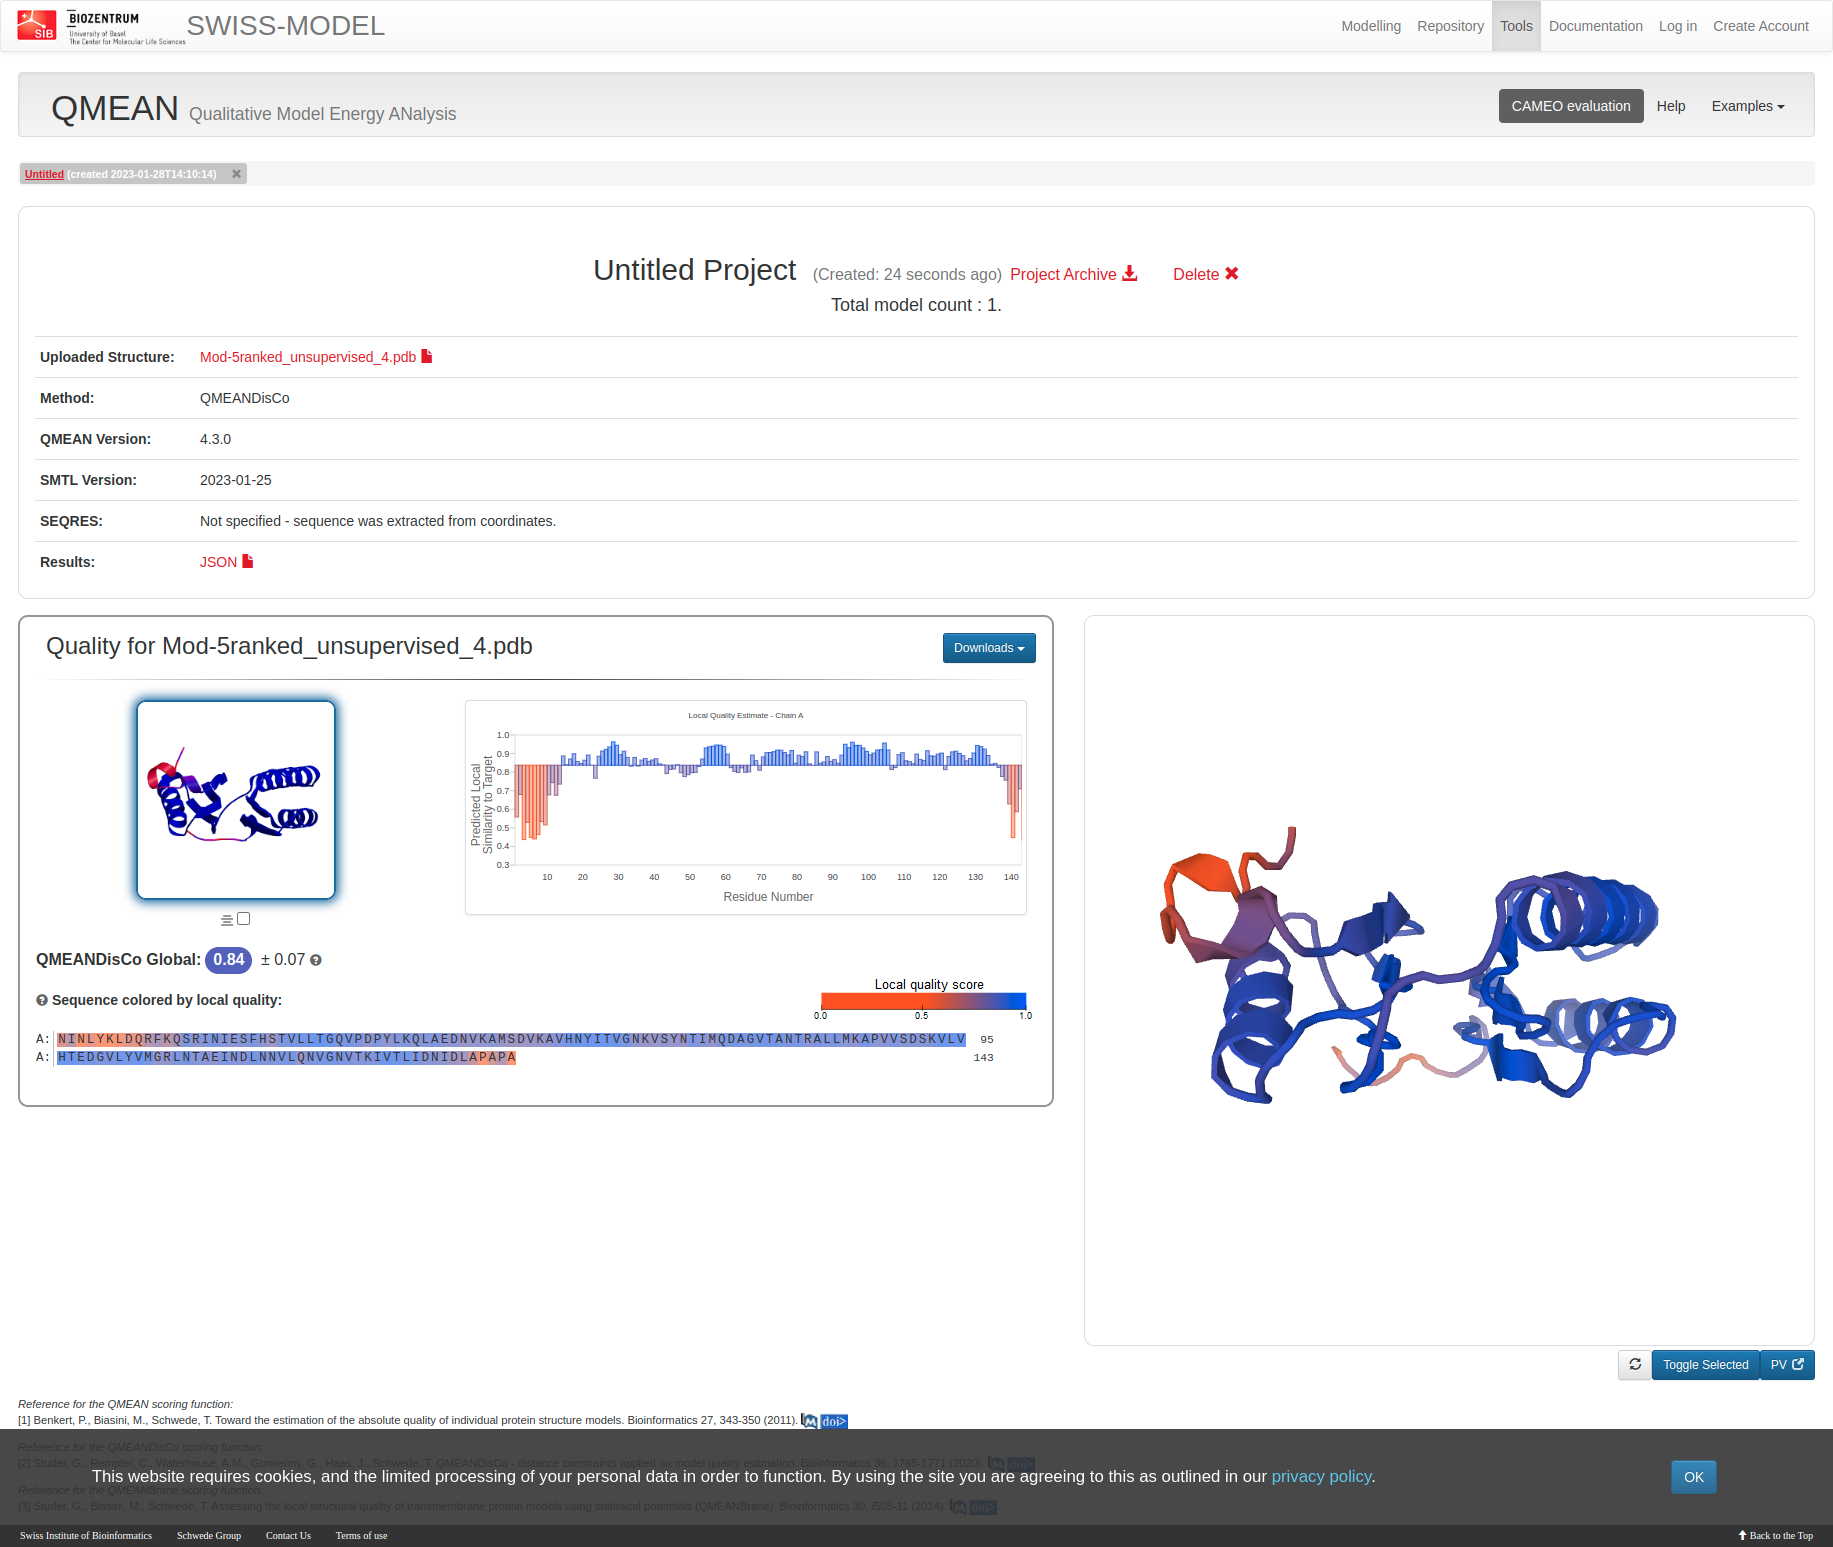 SIB
BIOZENTRUM
University of Basel
The Center for Molecular Life Sciences
SWISS-MODEL
Modelling Repository Tools Documentation Log in Create Account
QMEAN Qualitative Model Energy ANalysis
CAMEO evaluation Help Examples
Untitled (created 2023-01-28T14:10:14)
Untitled Project (Created: 24 seconds ago) Project Archive Delete
Total model count : 1.
Uploaded Structure: Mod-5ranked_unsupervised_4.pdb
Method: QMEANDisCo
QMEAN Version: 4.3.0
SMTL Version: 2023-01-25
SEQRES: Not specified - sequence was extracted from coordinates.
Results: JSON
Quality for Mod-5ranked_unsupervised_4.pdb
Downloads
Local Quality Estimate - Chain A
Predicted Local
Similarity to Target
1.0
0.9
0.8
0.7
0.6
0.5
0.4
0.3
10 20 30 40 50 60 70 80 90 100 110 120 130 140
Residue Number
QMEANDisCo Global: 0.84 ± 0.07
Sequence colored by local quality:
Local quality score
0.0 0.5 1.0
A: NINLYKLDQRFKQSRINIESFHSTVLLTGQVPDPYLKQLAEDNVKAMSDVKAVHNYITVGNKVSYNTIMQDAGVTANTRALLMKAPVVSDSKVLV 95
A: HTEDGVLYVMGRLNTAEINDLNNVLQNVGNVTKIVTLIDNIDLAPAPA 143
Toggle Selected
PV
Reference for the QMEAN scoring function:
[1] Benkert, P., Biasini, M., Schwede, T. Toward the estimation of the absolute quality of individual protein structure models. Bioinformatics 27, 343-350 (2011). M doi>
Reference for the QMEANDisCo scoring function:
[2] Studer, G., Rempfer, C., Waterhouse, A.M., Gumienny, G., Haas, J., Schwede, T. QMEANDisCo - distance constraints applied on model quality estimation. Bioinformatics 36, 1765-1771 (2020). M doi>
This website requires cookies, and the limited processing of your personal data in order to function. By using the site you are agreeing to this as outlined in our privacy policy.
OK
Reference for the QMEANBrane scoring function:
[3] Studer, G., Biasini, M., Schwede, T. Assessing the local structural quality of transmembrane protein models using statistical potentials (QMEANBrane). Bioinformatics 30, i505-11 (2014). M doi>
Swiss Institute of Bioinformatics Schwede Group Contact Us Terms of use
Back to the Top